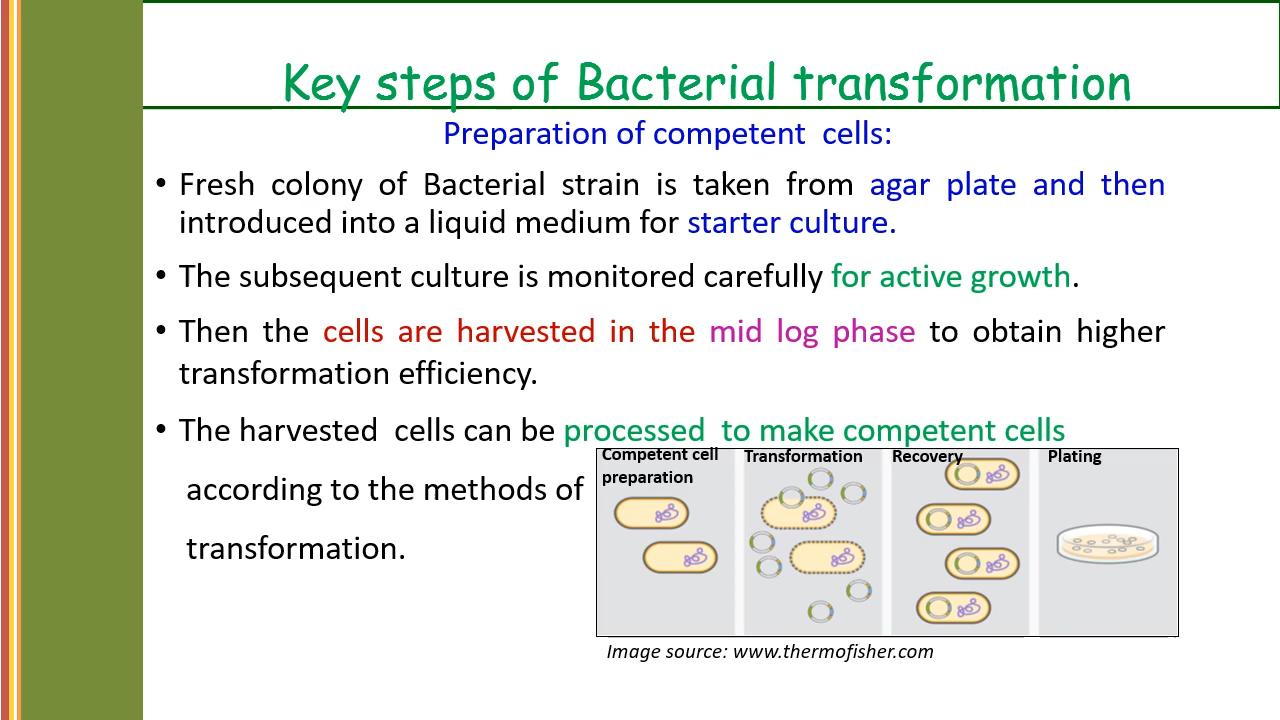 Key steps of Bacterial transformation
Preparation of competent  cells:
• Fresh colony of Bacterial strain is taken from agar plate and then
introduced into a liquid medium for starter culture.
• The subsequent culture is monitored carefully for active growth.
• Then the cells are harvested in the mid log phase to obtain higher
transformation efficiency.
• The harvested  cells can be processed  to make competent cells
according to the methods of
transformation.
Competent cell
preparation
Transformation
Recovery
Plating
Image source: www.thermofisher.com